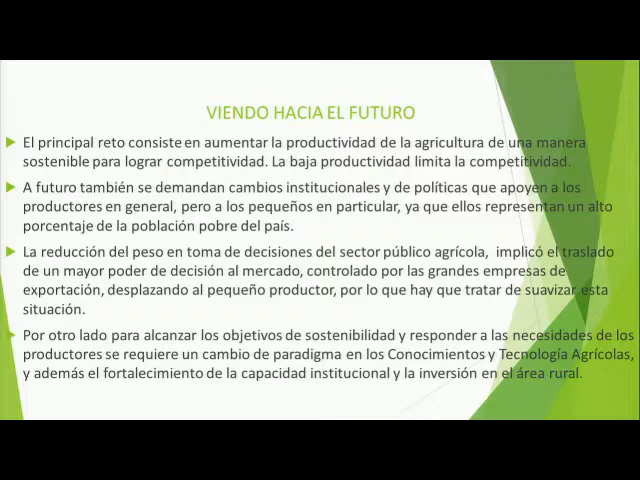 VIENDO HACIA EL FUTURO
El principal reto consiste en aumentar la productividad de la agricultura de una manera
sostenible para lograr competitividad. La baja productividad limita la competitividad.
A futuro también se demandan cambios institucionales y de políticas que apoyen a los
productores en general, pero a los pequeños en particular, ya que ellos representan un alto
porcentaje de la población pobre del país.
La reducción del peso en toma de decisiones del sector público agrícola, implicó el traslado
de un mayor poder de decisión al mercado, controlado por las grandes empresas de
exportación, desplazando al pequeño productor, por lo que hay que tratar de suavizar esta
situación.
Por otro lado para alcanzar los objetivos de sostenibilidad y responder a las necesidades de los
productores se requiere un cambio de paradigma en los Conocimientos y Tecnología Agrícolas,
y además el fortalecimiento de la capacidad institucional y la inversión en el área rural.